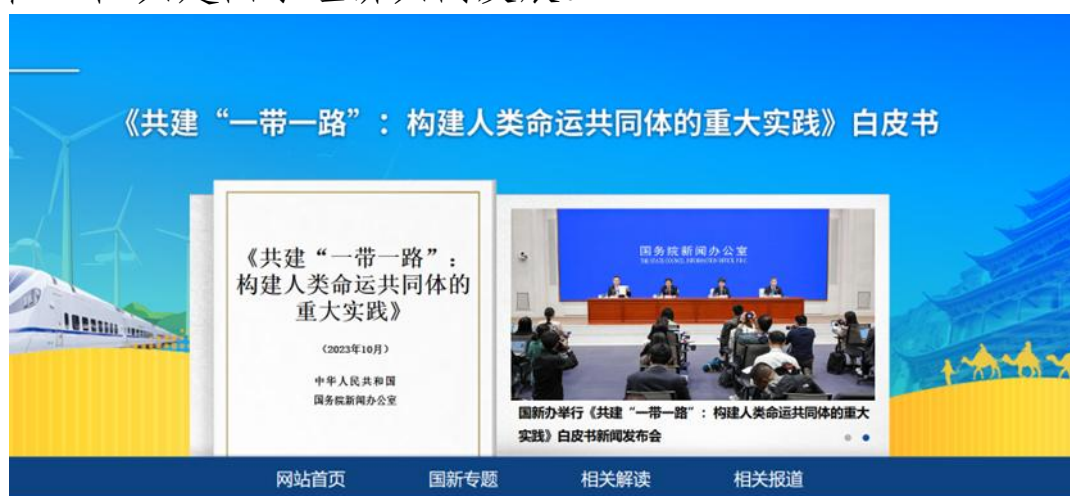 《共建“一带一路”：构建人类命运共同体的重大实践》白皮书
《共建“一带一路”：
构建人类命运共同体的
重大实践》
（2023年10月）
中华人民共和国
国务院新闻办公室
国务院新闻办公室
THE STATE COUNCIL INFORMATION OFFICE, P.R.C
国新办举行《共建“一带一路”：构建人类命运共同体的重大
实践》白皮书新闻发布会
网站首页 国新专题 相关解读 相关报道